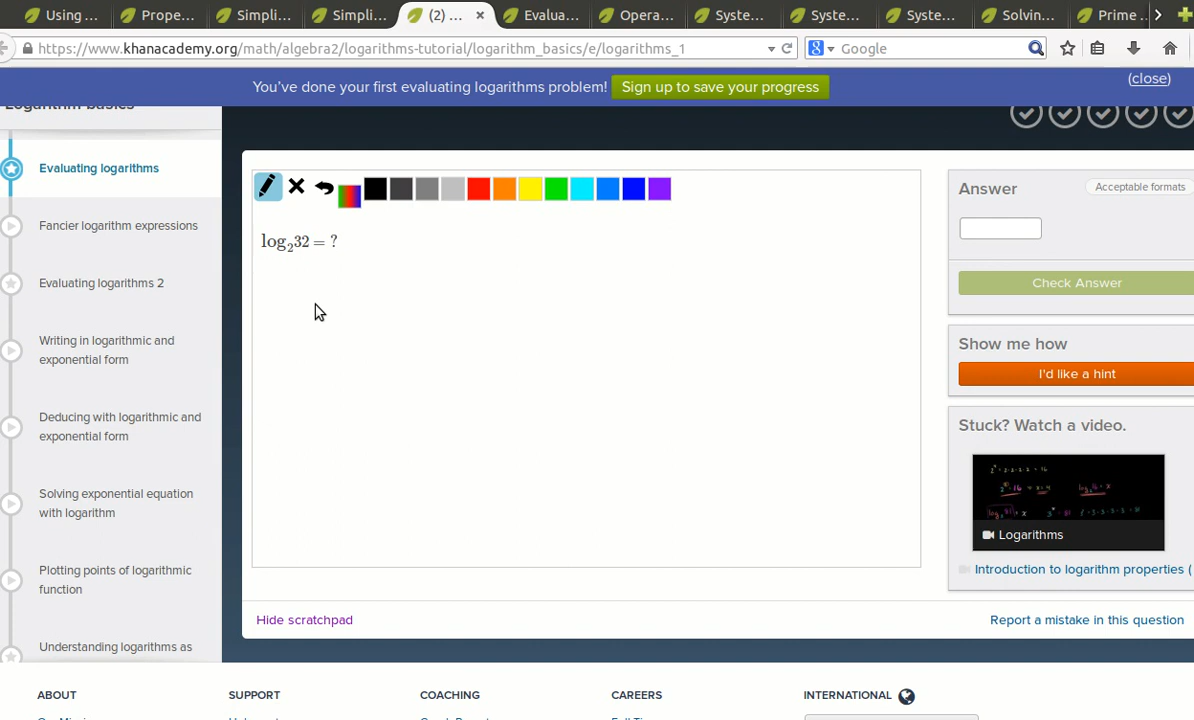 Using ...
Prope...
Simpli...
Simpli...
(2) ...
Evalua...
Opera...
Syste...
Syste...
Syste...
Solvin...
Prime ...
https://www.khanacademy.org/math/algebra2/logarithms-tutorial/logarithm_basics/e/logarithms_1
Google
You've done your first evaluating logarithms problem! Sign up to save your progress
(close)
Logarithm basics
Evaluating logarithms
Fancier logarithm expressions
Evaluating logarithms 2
Writing in logarithmic and
exponential form
Deducing with logarithmic and
exponential form
Solving exponential equation
with logarithm
Plotting points of logarithmic
function
Understanding logarithms as
log₂32 = ?
Hide scratchpad
Answer
Acceptable formats
Check Answer
Show me how
I'd like a hint
Stuck? Watch a video.
Logarithms
Introduction to logarithm properties (
Report a mistake in this question
ABOUT
SUPPORT
COACHING
CAREERS
INTERNATIONAL